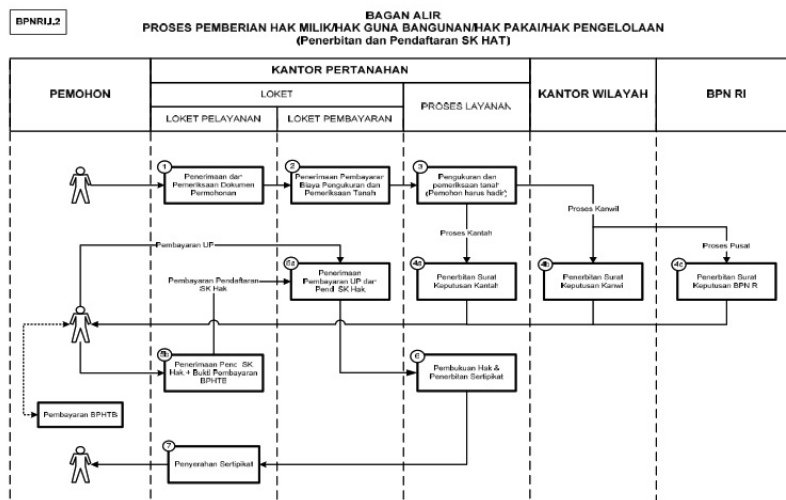 BPNRI.J.2
BAGAN ALIR
PROSES PEMBERIAN HAK MILIK/HAK GUNA BANGUNAN/HAK PAKAI/HAK PENGELOLAAN
(Penerbitan dan Pendaftaran SK HAT)
PEMOHON
KANTOR PERTANAHAN
KANTOR WILAYAH
BPN RI
LOKET
PROSES LAYANAN
LOKET PELAYANAN
LOKET PEMBAYARAN
1
Penerimaan dan
Pemeriksaan Dokumen
Permohonan
2
Penerimaan Pembayaran
Biaya Pengukuran dan
Pemeriksaan Tanah
3
Pengukuran dan
pemeriksaan tanah
(Pemohon harus hadir)
Proses Kanwil
Proses Kantah
Proses Pusat
Pembayaran UP
Pembayaran Pendaftaran
SK Hak
5a
Penerimaan
Pembayaran UP dan
Pend SK Hak
4a
Penerbitan Surat
Keputusan Kantah
4b
Penerbitan Surat
Keputusan Kanwil
4c
Penerbitan Surat
Keputusan BPN R
5b
Penerimaan Pend SK
Hak + Bukti Pembayaran
BPHTB
6
Pembukuan Hak &
Penerbitan Sertipikat
Pembayaran BPHTB
7
Penyerahan Sertipikat